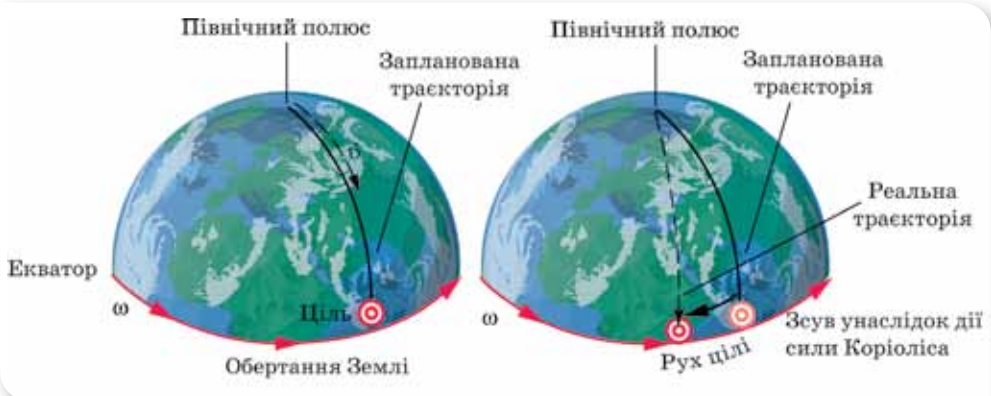 Північний полюс
Запланована
траєкторія
υ
Екватор
ω
Ціль
Обертання Землі
Північний полюс
Запланована
траєкторія
Реальна
траєкторія
ω
Рух цілі
Зсув унаслідок дії
сили Коріоліса